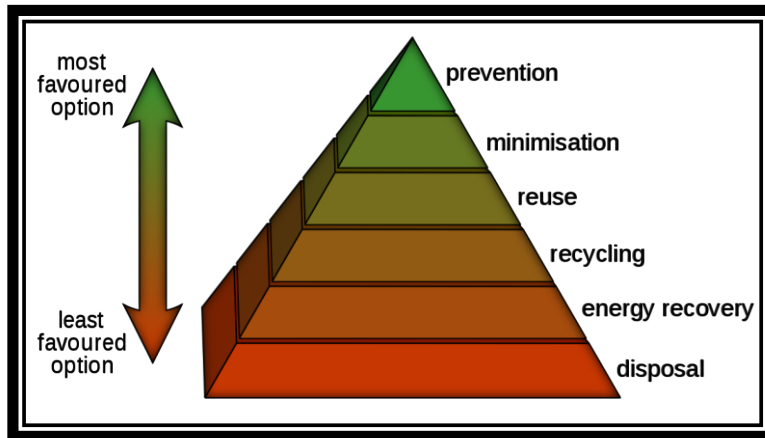 most
favoured
option
prevention
minimisation
reuse
recycling
energy recovery
disposal
least
favoured
option